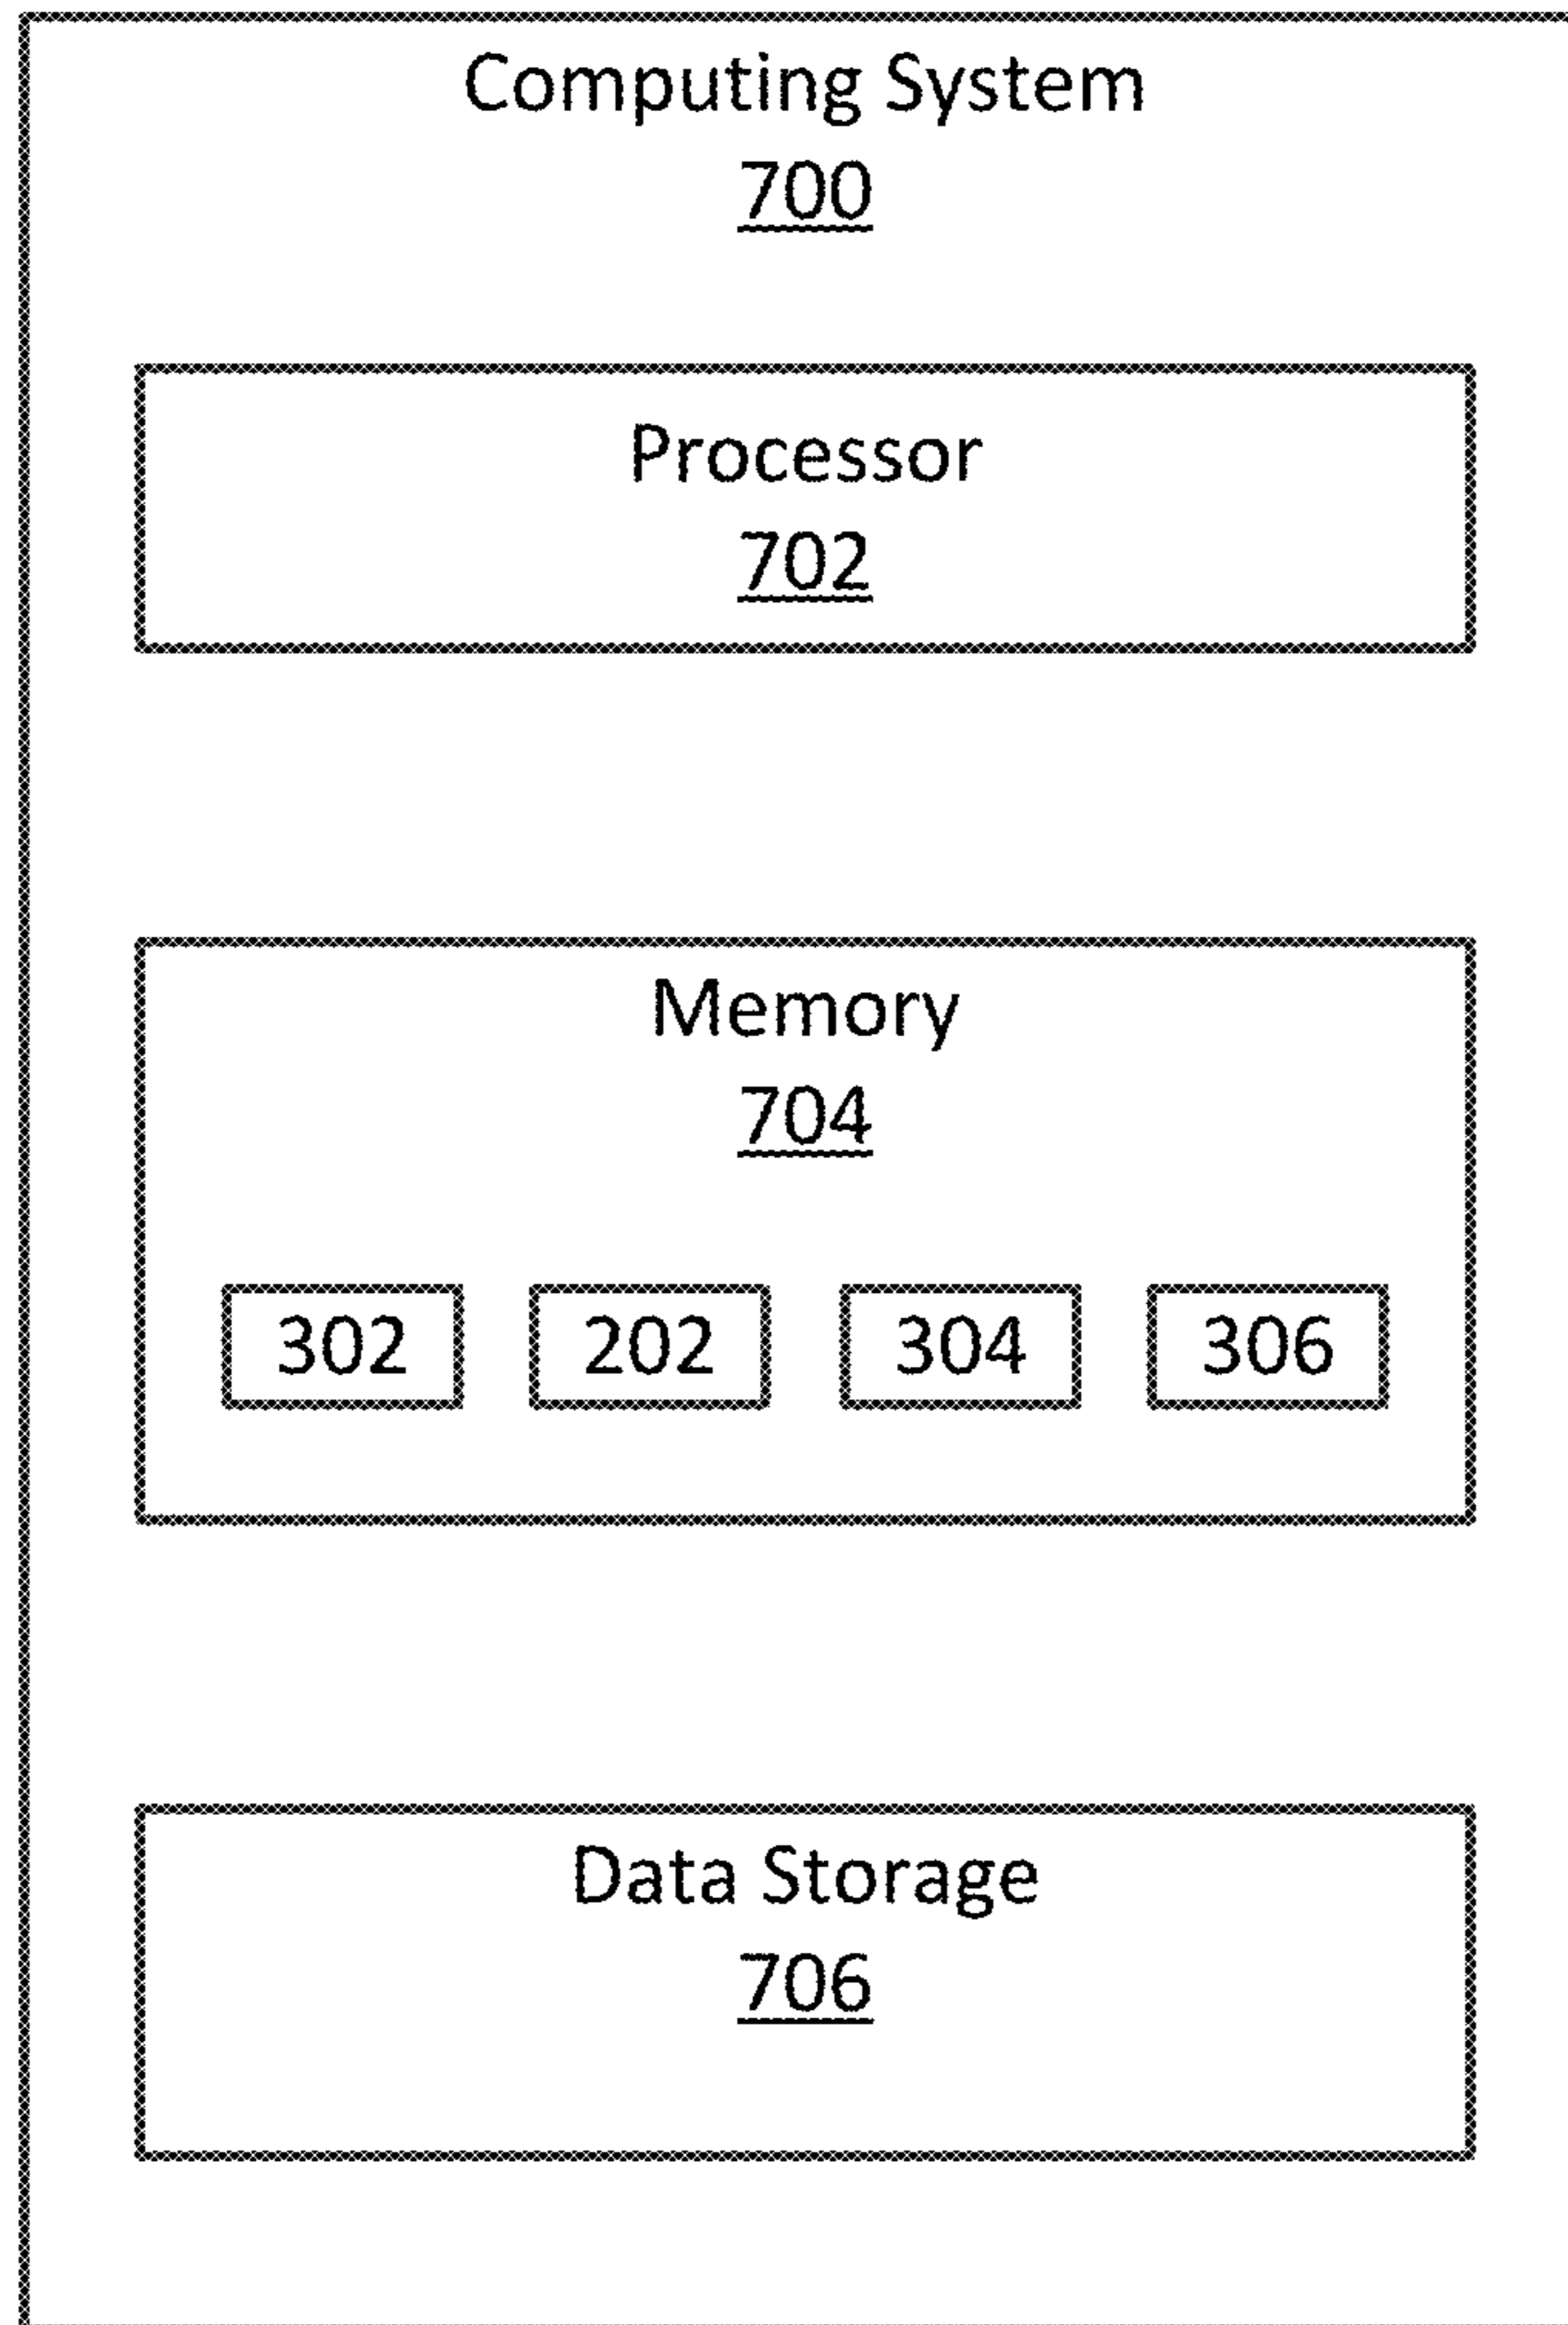 Computing System
700
Processor
702
Memory
704
302 202 304 306
Data Storage
706